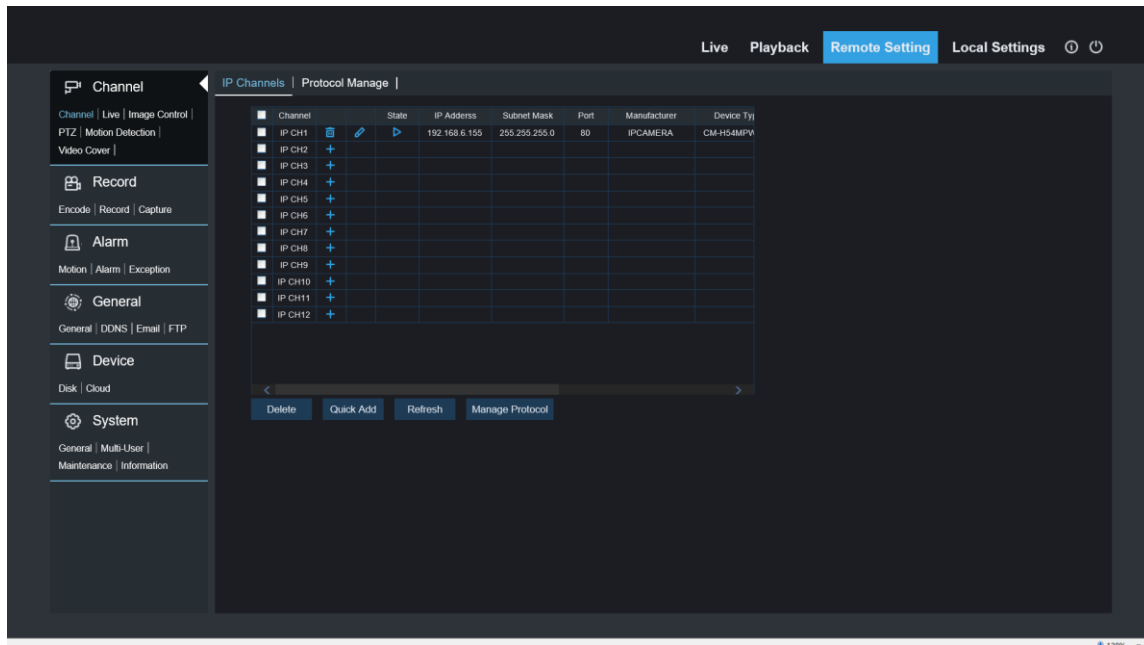 Live Playback Remote Setting Local Settings
Channel
Channel | Live | Image Control |
PTZ | Motion Detection |
Video Cover |
Record
Encode | Record | Capture
Alarm
Motion | Alarm | Exception
General
General | DDNS | Email | FTP
Device
Disk | Cloud
System
General | Multi-User |
Maintenance | Information
IP Channels | Protocol Manage |
Channel State IP Adderss Subnet Mask Port Manufacturer Device Typ
IP CH1 192.168.6.155 255.255.255.0 80 IPCAMERA CM-H54MPW
IP CH2 +
IP CH3 +
IP CH4 +
IP CH5 +
IP CH6 +
IP CH7 +
IP CH8 +
IP CH9 +
IP CH10 +
IP CH11 +
IP CH12 +
Delete Quick Add Refresh Manage Protocol